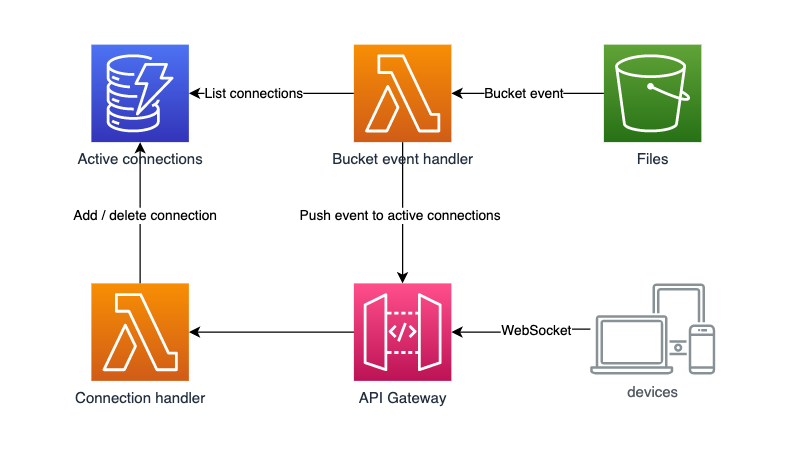 List connections
Bucket event
Active connections
Bucket event handler
Files
Add / delete connection
Push event to active connections
</>
WebSocket
Connection handler
API Gateway
devices